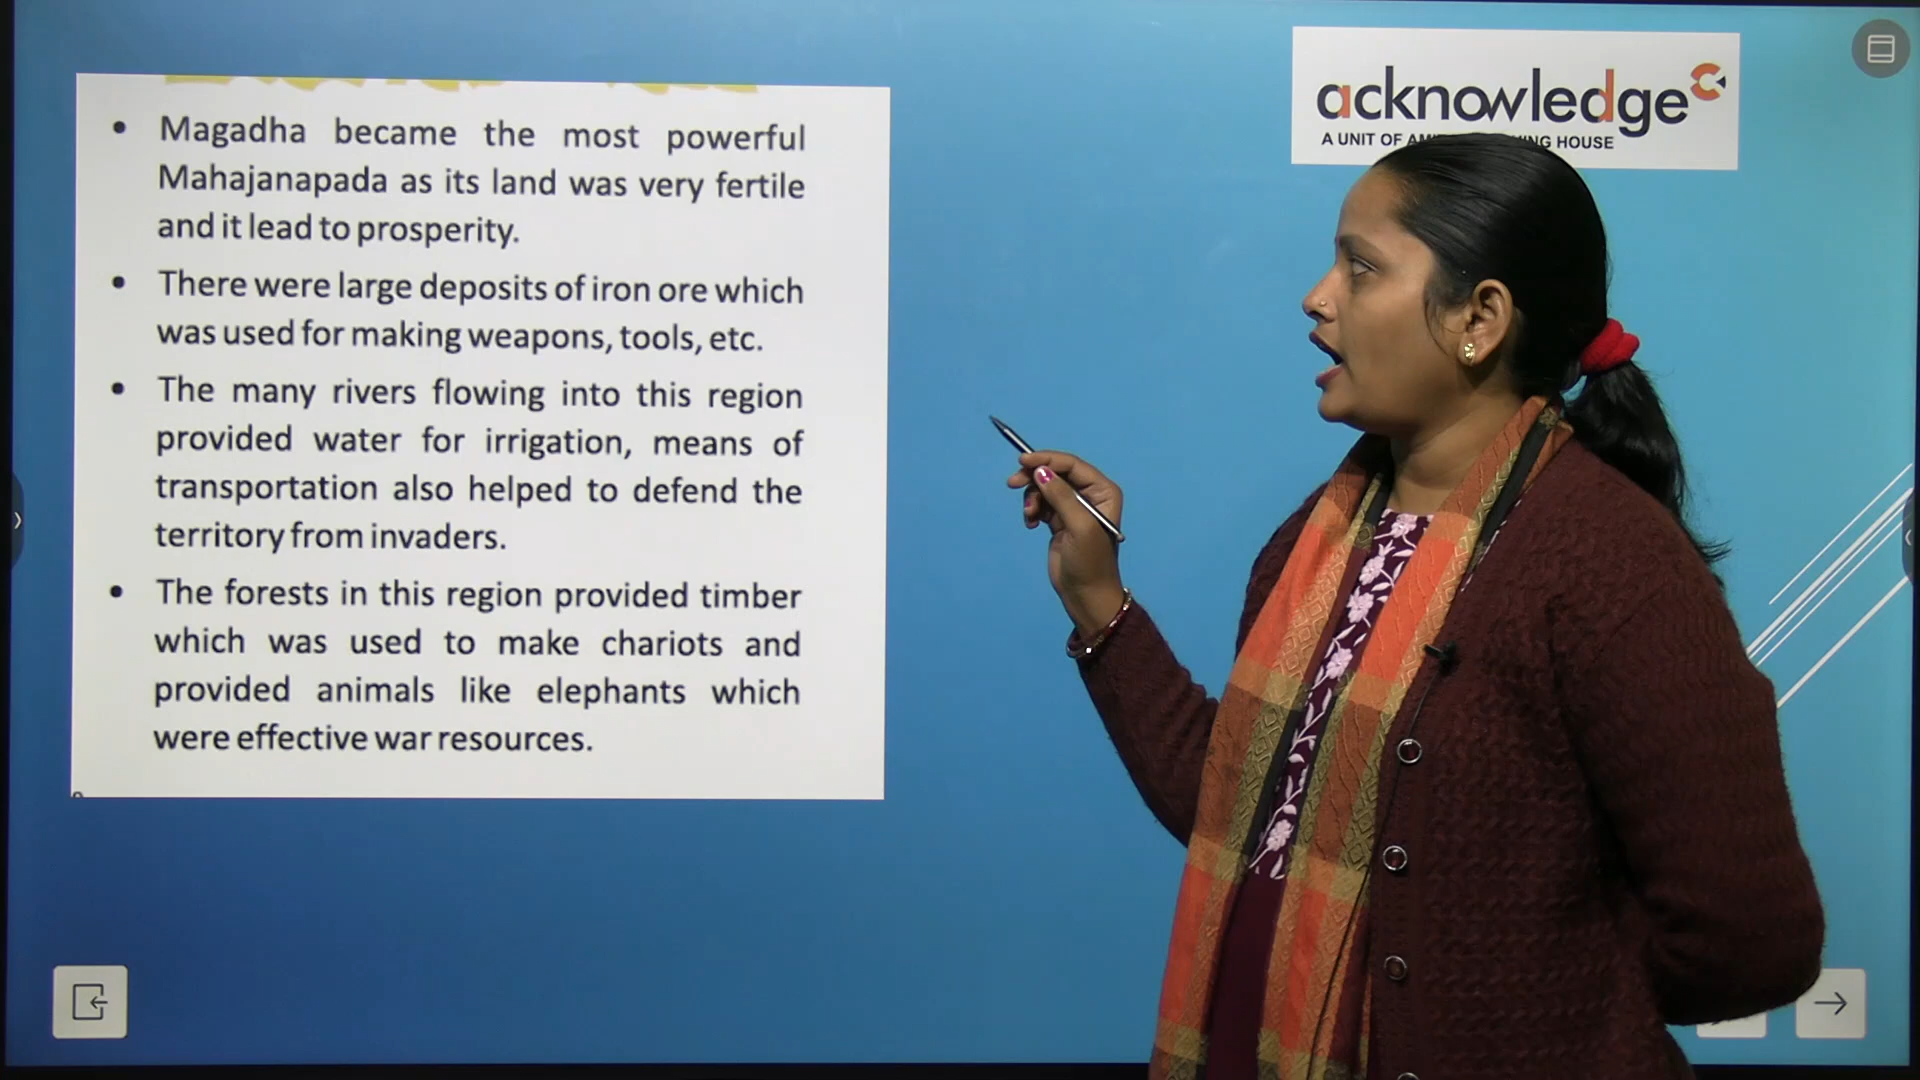 acknowledge
A UNIT OF
NG HOUSE
• Magadha became the most powerful
Mahajanapada as its land was very fertile
and it lead to prosperity.
• There were large deposits of iron ore which
was used for making weapons, tools, etc.
• The many rivers flowing into this region
provided water for irrigation, means of
transportation also helped to defend the
territory from invaders.
• The forests in this region provided timber
which was used to make chariots and
provided animals like elephants which
were effective war resources.